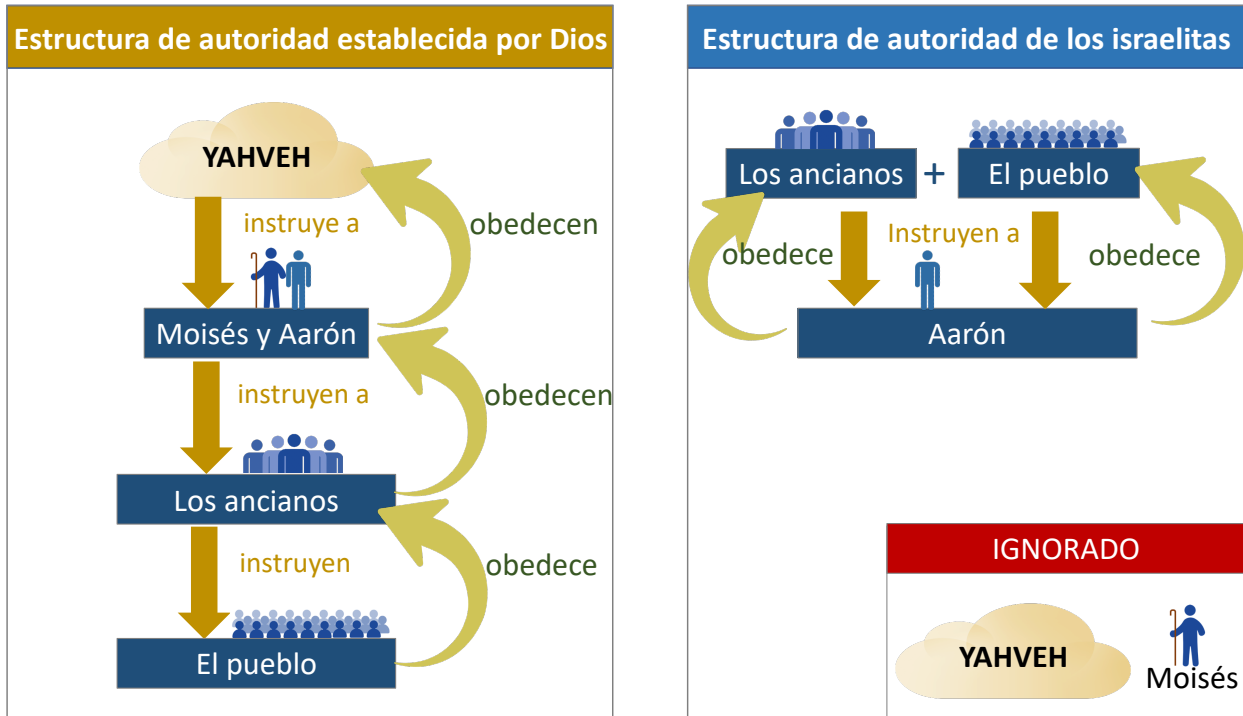 Estructura de autoridad establecida por Dios
YAHVEH
instruye a
obedecen
Moisés y Aarón
instruyen a
obedecen
Los ancianos
instruyen
obedece
El pueblo
Estructura de autoridad de los israelitas
Los ancianos + El pueblo
obedece
Instruyen a
obedece
Aarón
IGNORADO
YAHVEH
Moisés